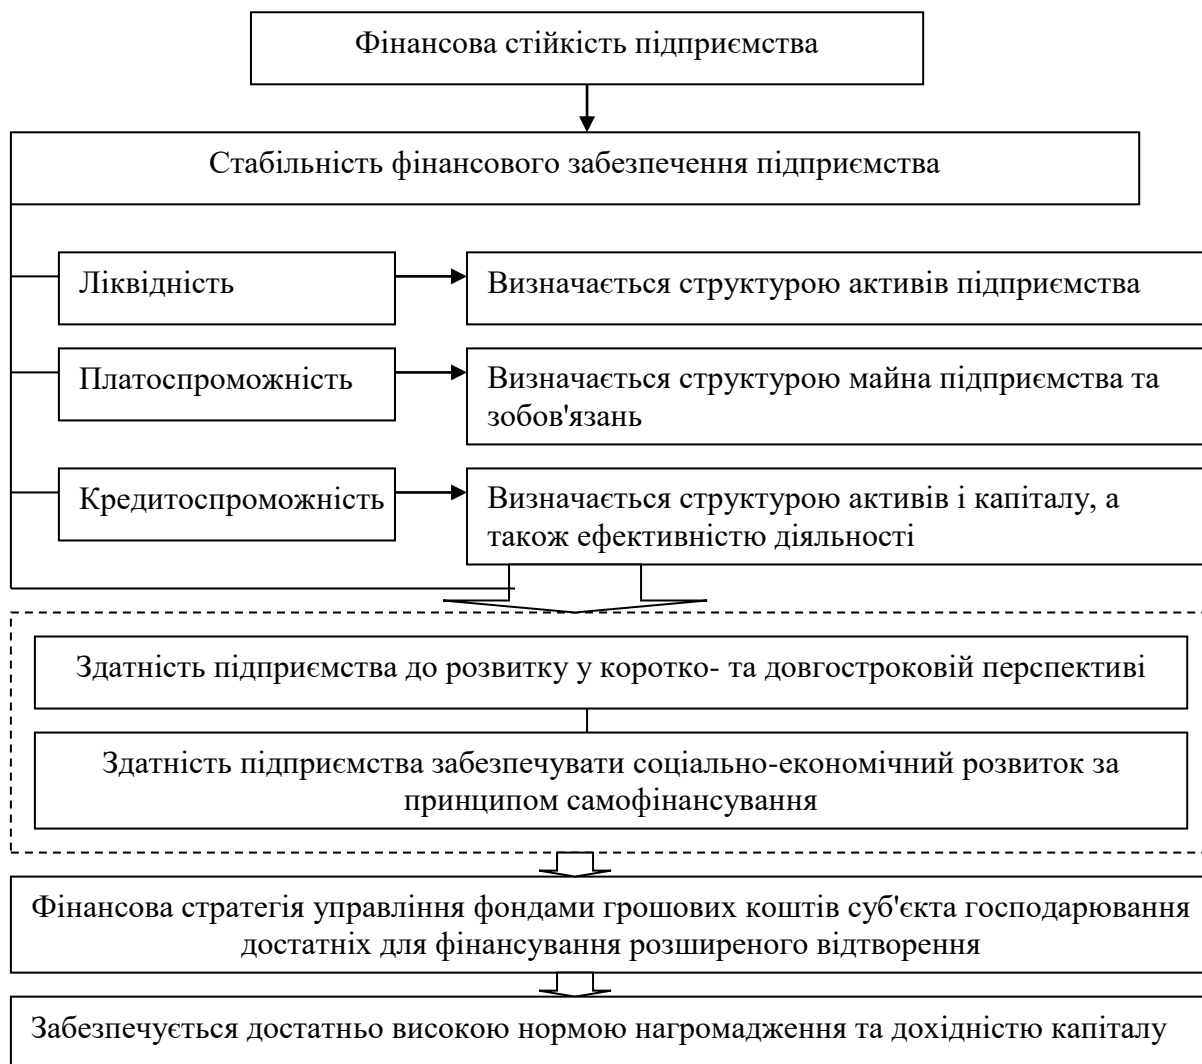 Фінансова стійкість підприємства
Стабільність фінансового забезпечення підприємства
Ліквідність
Визначається структурою активів підприємства
Платоспроможність
Визначається структурою майна підприємства та
зобов'язань
Кредитоспроможність
Визначається структурою активів і капіталу, а
також ефективністю діяльності
Здатність підприємства до розвитку у коротко- та довгостроковій перспективі
Здатність підприємства забезпечувати соціально-економічний розвиток за
принципом самофінансування
Фінансова стратегія управління фондами грошових коштів суб'єкта господарювання
достатніх для фінансування розширеного відтворення
Забезпечується достатньо високою нормою нагромадження та дохідністю капіталу